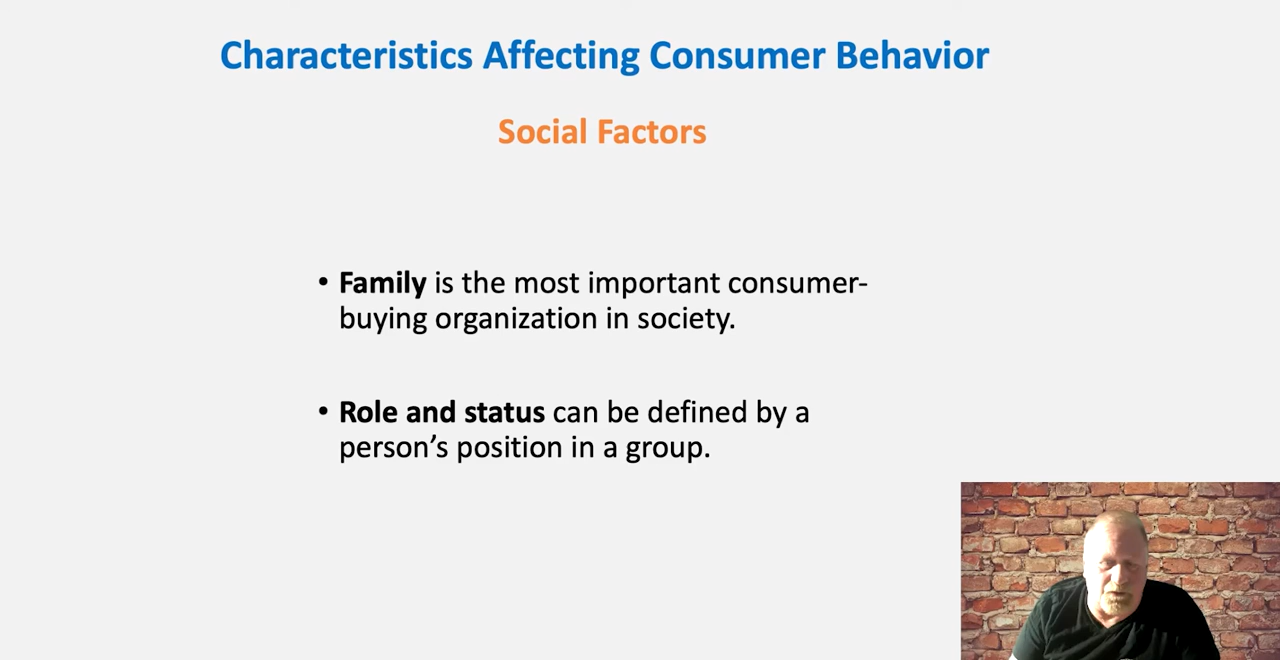 Characteristics Affecting Consumer Behavior
Social Factors
• Family is the most important consumer-
buying organization in society.
• Role and status can be defined by a
person’s position in a group.